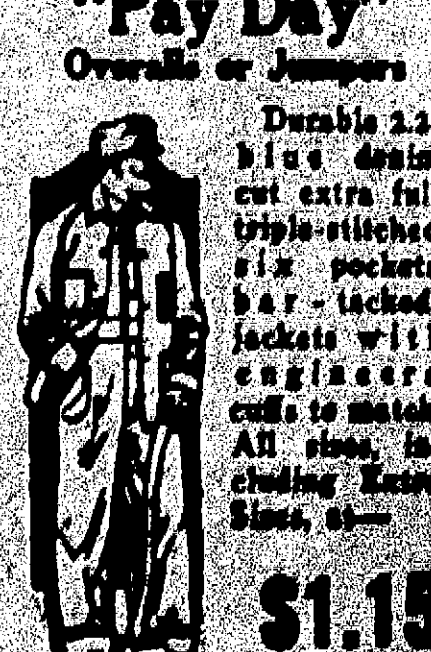 "Pay Day"
Overalls or Jumpers
Durable 2.2
blue denim
cut extra ful
triple-stitched
six pockets
bar-tacked
jackets with
engineers
cuffs to match
All sizes, in
cluding Extra
Sizes, at—
$1.15